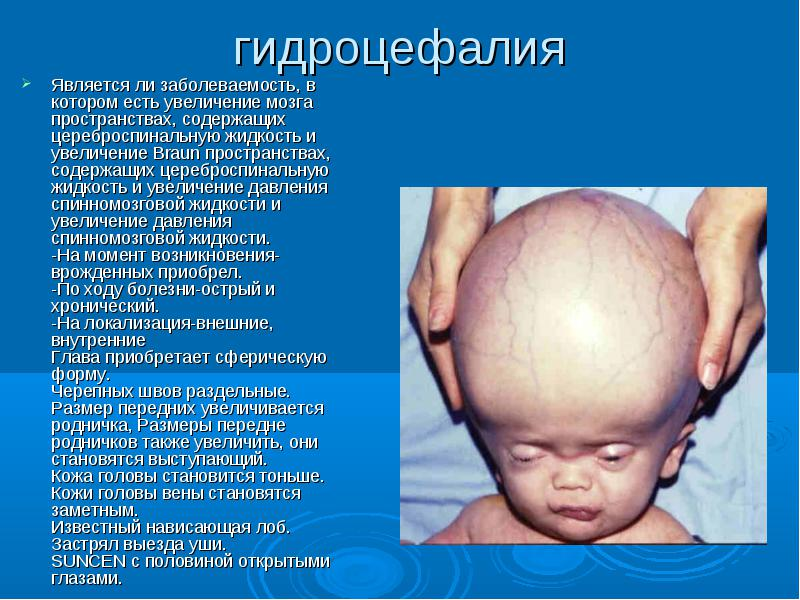 гидроцефалия
Является ли заболеваемость, в
котором есть увеличение мозга
пространствах, содержащих
цереброспинальную жидкость и
увеличение Braun пространствах,
содержащих цереброспинальную
жидкость и увеличение давления
спинномозговой жидкости и
увеличение давления
спинномозговой жидкости.
-На момент возникновения-
врожденных приобрел.
-По ходу болезни-острый и
хронический.
-На локализация-внешние,
внутренние
Глава приобретает сферическую
форму.
Черепных швов раздельные.
Размер передних увеличивается
родничка, Размеры передне
родничков также увеличить, они
становятся выступающий.
Кожа головы становится тоньше.
Кожи головы вены становятся
заметным.
Известный нависающая лоб.
Застрял выезда уши.
SUNCEN с половиной открытыми
глазами.